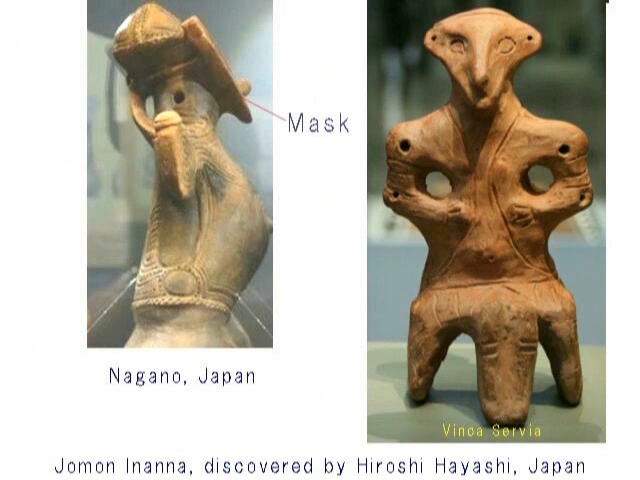 Mask
Nagano, Japan
Vinca Servia
Jomon Inanna, discovered by Hiroshi Hayashi, Japan